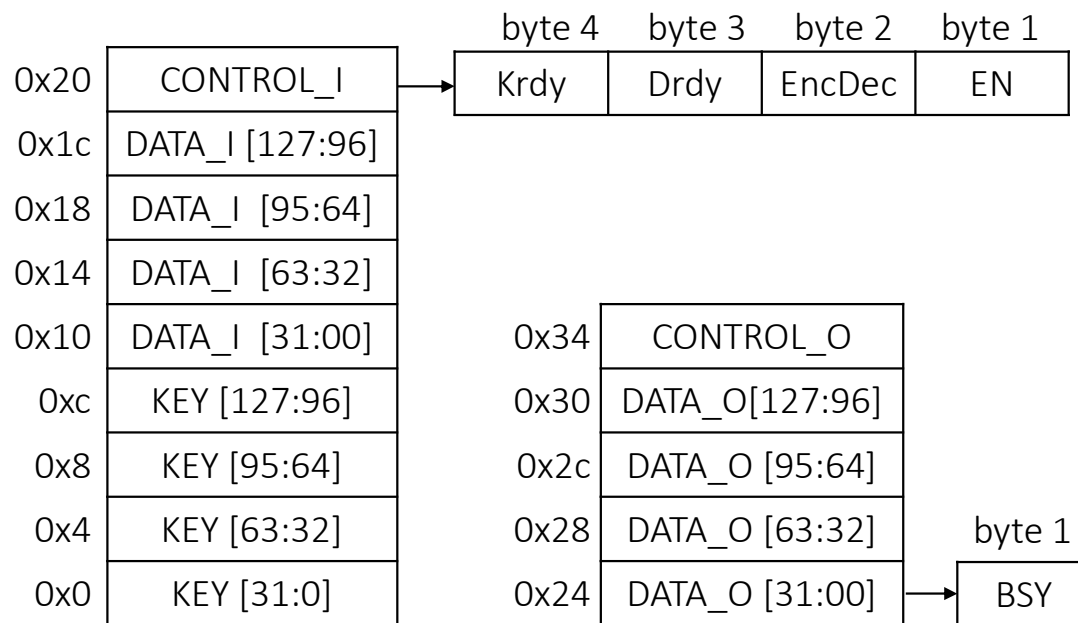 byte 4 byte 3 byte 2 byte 1
0x20 CONTROL_I Krdy Drdy EncDec EN
0x1c DATA_I [127:96]
0x18 DATA_I [95:64]
0x14 DATA_I [63:32]
0x10 DATA_I [31:00] 0x34 CONTROL_O
0xc KEY [127:96] 0x30 DATA_O[127:96]
0x8 KEY [95:64] 0x2c DATA_O [95:64]
0x4 KEY [63:32] 0x28 DATA_O [63:32] byte 1
0x0 KEY [31:0] 0x24 DATA_O [31:00] BSY